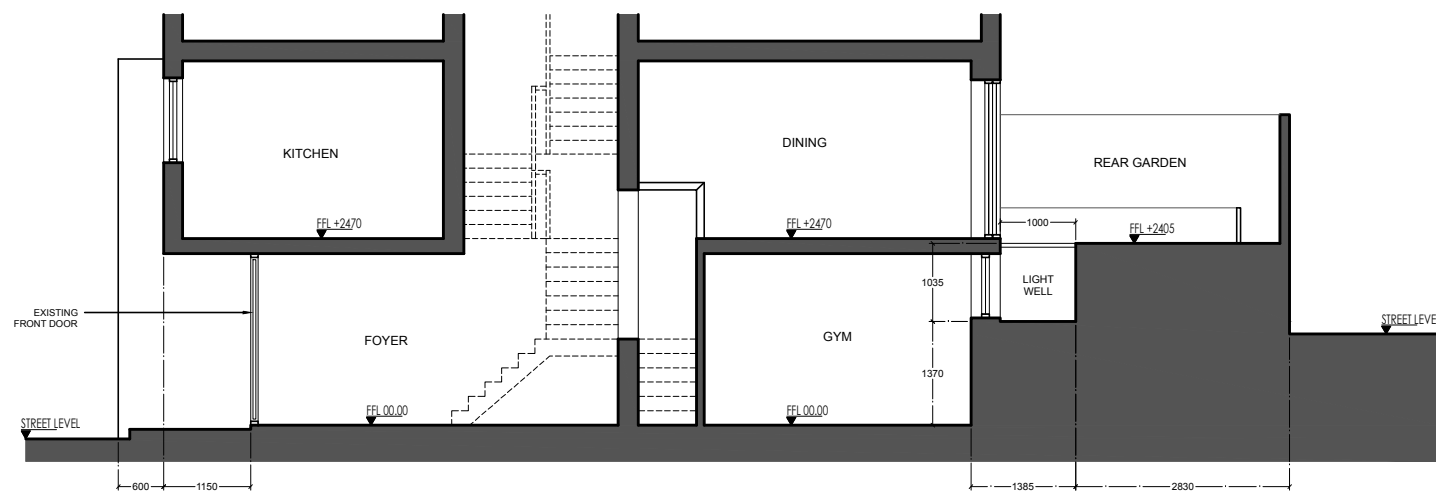 KITCHEN
DINING
REAR GARDEN
FFL +2470
FFL +2470
1000
FFL +2405
1035
LIGHT
WELL
EXISTING
FRONT DOOR
STREET LEVEL
FOYER
GYM
1370
FFL 00.00
FFL 00.00
STREET LEVEL
600
1150
1385
2830